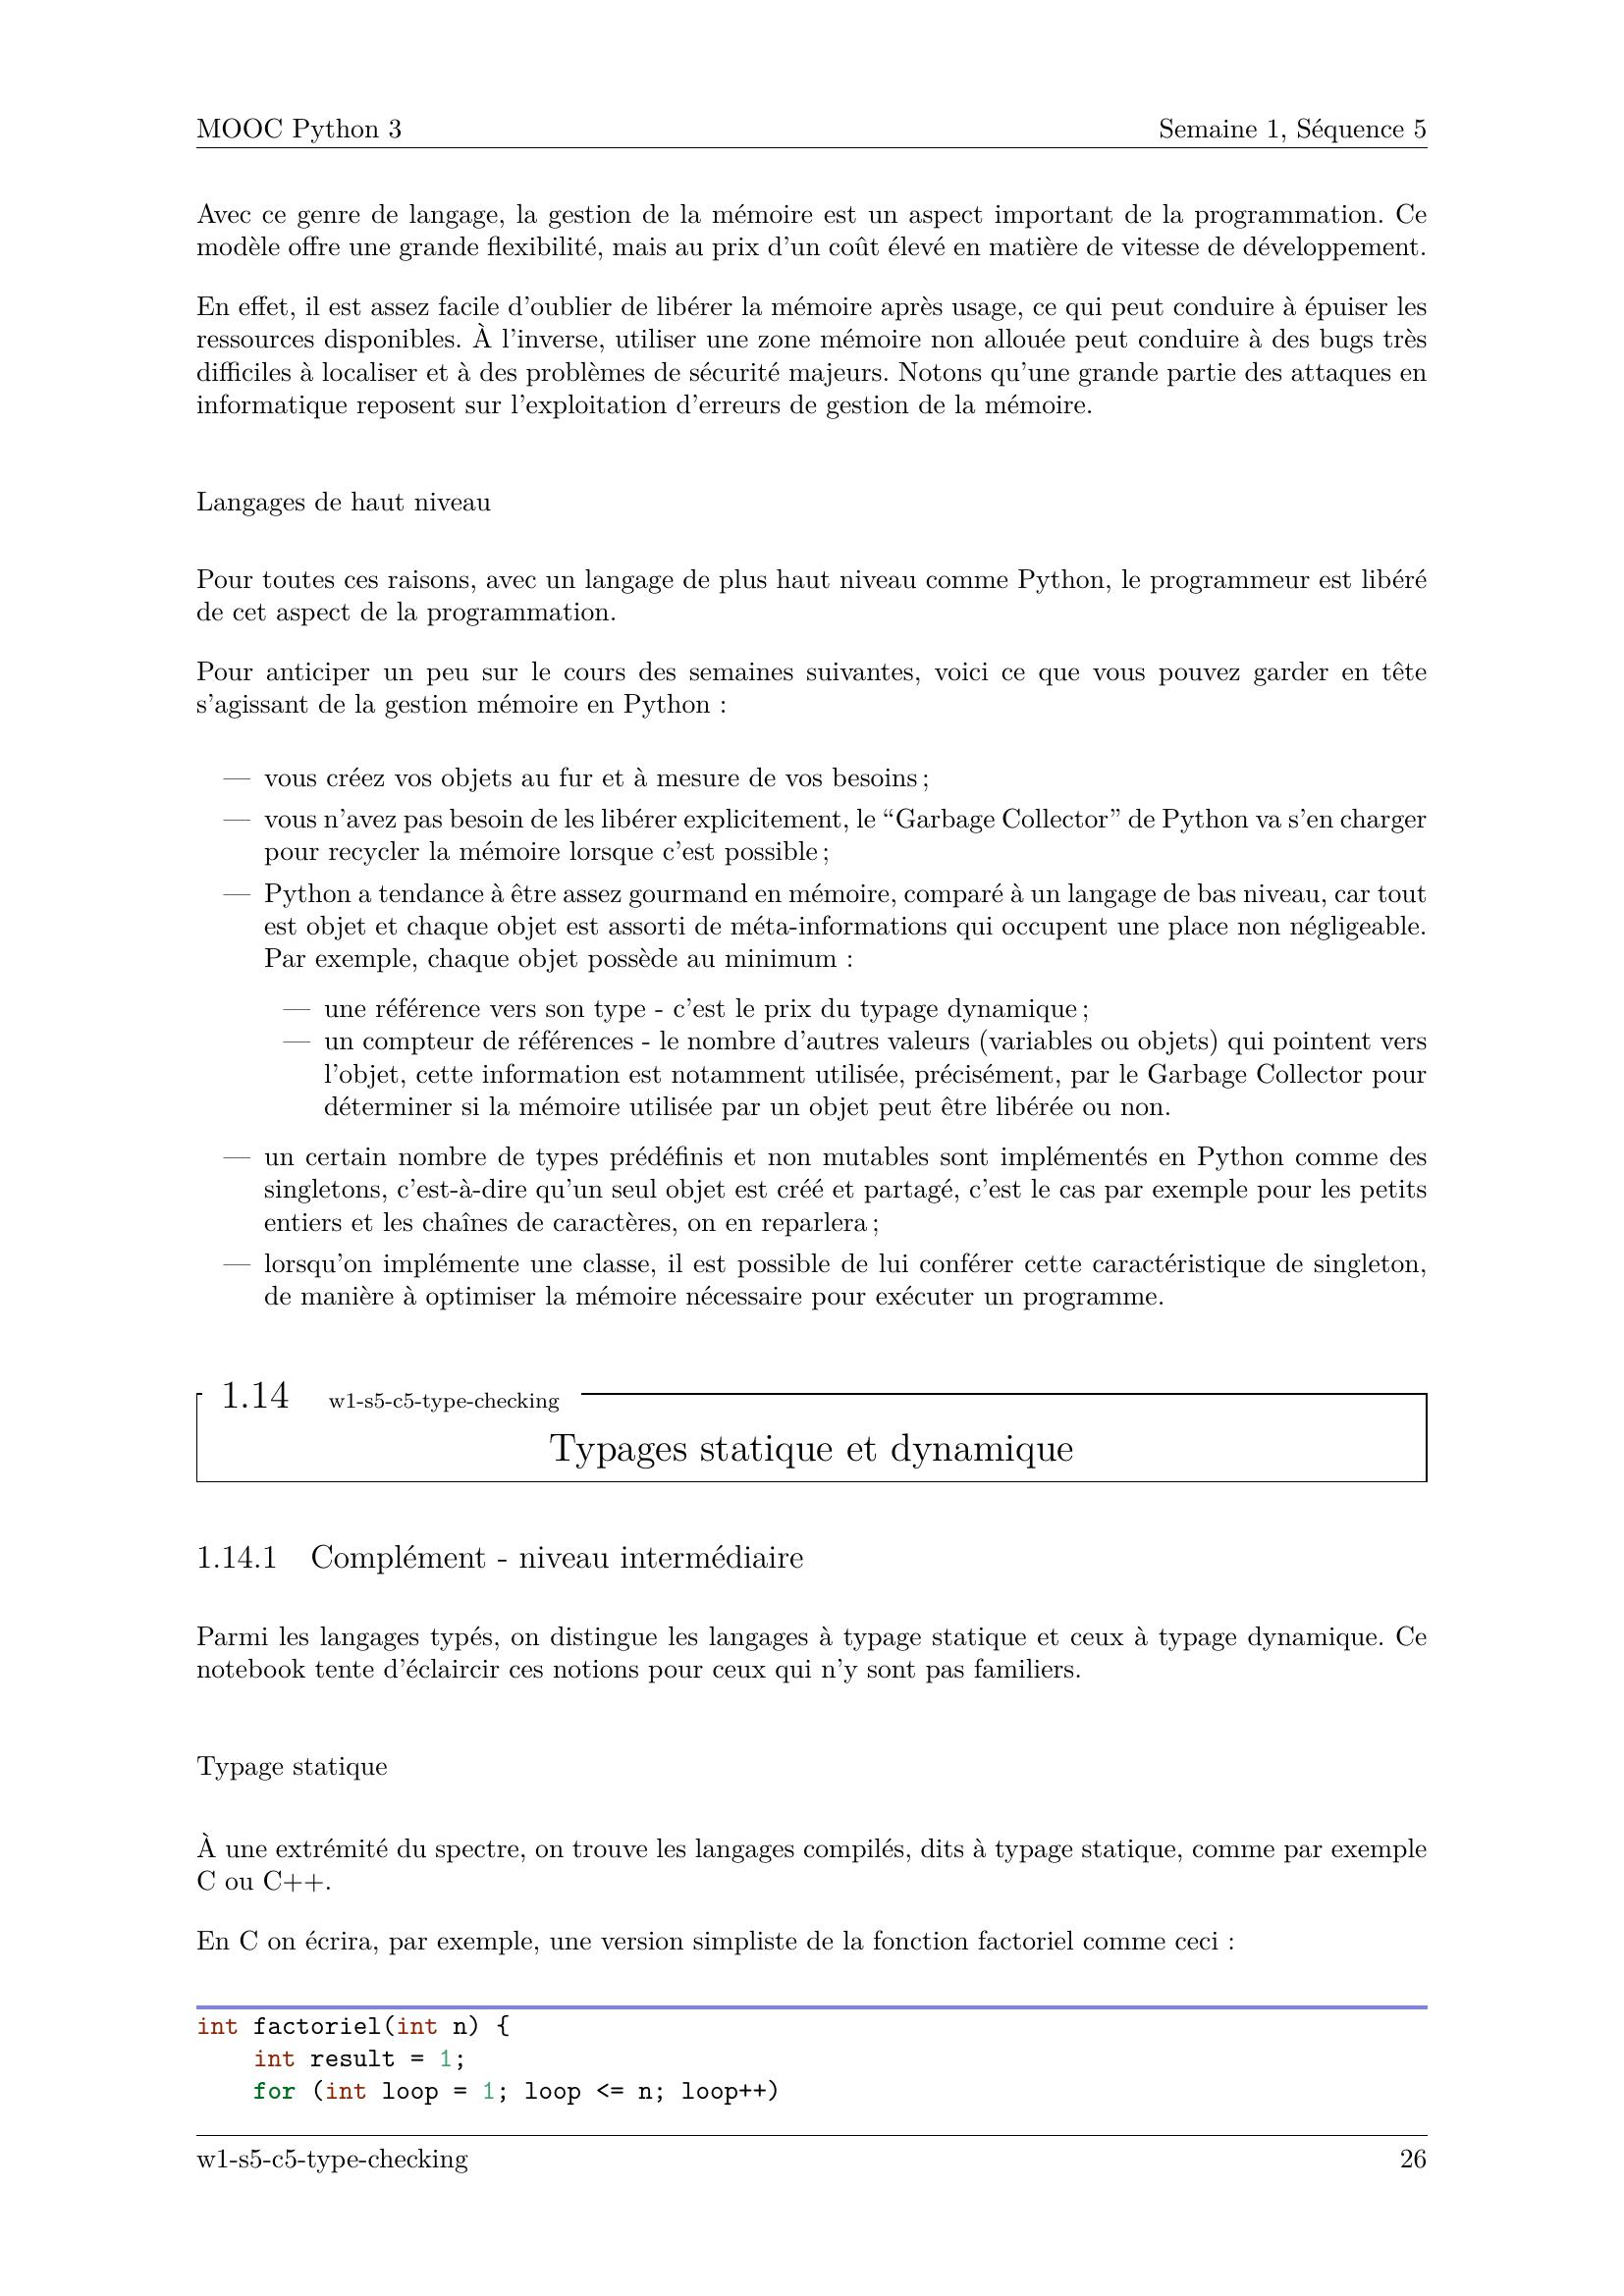 MOOC Python 3 Semaine 1, Séquence 5
Avec ce genre de langage, la gestion de la mémoire est un aspect important de la programmation. Ce
modèle offre une grande flexibilité, mais au prix d'un coût élevé en matière de vitesse de développement.
En effet, il est assez facile d'oublier de libérer la mémoire après usage, ce qui peut conduire à épuiser les
ressources disponibles. À l'inverse, utiliser une zone mémoire non allouée peut conduire à des bugs très
difficiles à localiser et à des problèmes de sécurité majeurs. Notons qu'une grande partie des attaques en
informatique reposent sur l'exploitation d'erreurs de gestion de la mémoire.
Langages de haut niveau
Pour toutes ces raisons, avec un langage de plus haut niveau comme Python, le programmeur est libéré
de cet aspect de la programmation.
Pour anticiper un peu sur le cours des semaines suivantes, voici ce que vous pouvez garder en tête
s'agissant de la gestion mémoire en Python :
— vous créez vos objets au fur et à mesure de vos besoins ;
— vous n'avez pas besoin de les libérer explicitement, le “Garbage Collector” de Python va s'en charger
pour recycler la mémoire lorsque c'est possible ;
— Python a tendance à être assez gourmand en mémoire, comparé à un langage de bas niveau, car tout
est objet et chaque objet est assorti de méta-informations qui occupent une place non négligeable.
Par exemple, chaque objet possède au minimum :
— une référence vers son type - c'est le prix du typage dynamique ;
— un compteur de références - le nombre d'autres valeurs (variables ou objets) qui pointent vers
l'objet, cette information est notamment utilisée, précisément, par le Garbage Collector pour
déterminer si la mémoire utilisée par un objet peut être libérée ou non.
— un certain nombre de types prédéfinis et non mutables sont implémentés en Python comme des
singletons, c'est-à-dire qu'un seul objet est créé et partagé, c'est le cas par exemple pour les petits
entiers et les chaînes de caractères, on en reparlera ;
— lorsqu'on implémente une classe, il est possible de lui conférer cette caractéristique de singleton,
de manière à optimiser la mémoire nécessaire pour exécuter un programme.
1.14 w1-s5-c5-type-checking
Typages statique et dynamique
1.14.1 Complément - niveau intermédiaire
Parmi les langages typés, on distingue les langages à typage statique et ceux à typage dynamique. Ce
notebook tente d'éclaircir ces notions pour ceux qui n'y sont pas familiers.
Typage statique
À une extrémité du spectre, on trouve les langages compilés, dits à typage statique, comme par exemple
C ou C++.
En C on écrira, par exemple, une version simpliste de la fonction factoriel comme ceci :
int factoriel(int n) {
    int result = 1;
    for (int loop = 1; loop <= n; loop++)
w1-s5-c5-type-checking 26